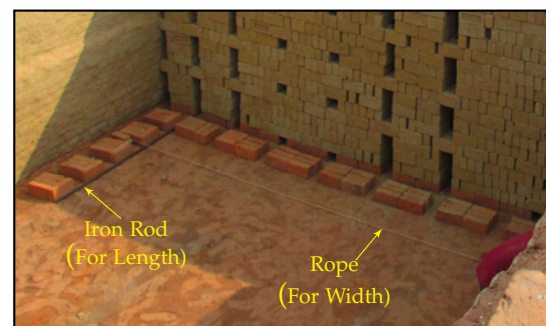 Iron Rod
(For Length)
Rope
(For Width)